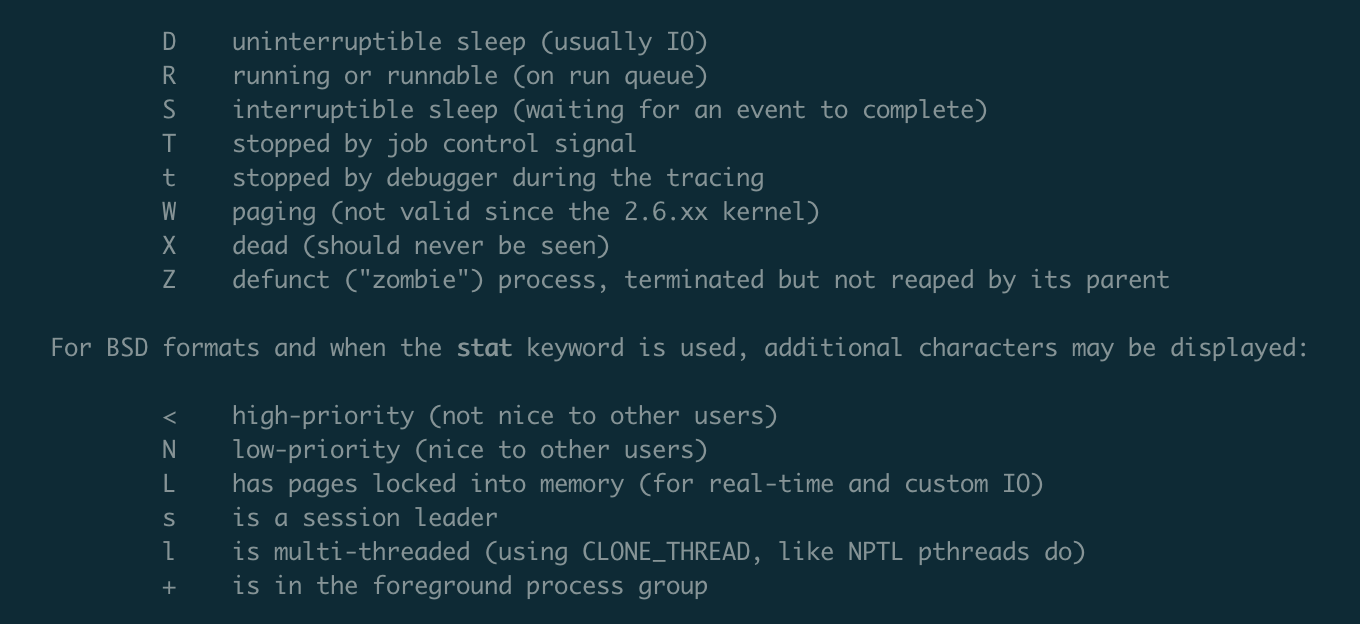 D    uninterruptible sleep (usually IO)
R    running or runnable (on run queue)
S    interruptible sleep (waiting for an event to complete)
T    stopped by job control signal
t    stopped by debugger during the tracing
W    paging (not valid since the 2.6.xx kernel)
X    dead (should never be seen)
Z    defunct ("zombie") process, terminated but not reaped by its parent
For BSD formats and when the stat keyword is used, additional characters may be displayed:
<    high-priority (not nice to other users)
N    low-priority (nice to other users)
L    has pages locked into memory (for real-time and custom IO)
s    is a session leader
l    is multi-threaded (using CLONE_THREAD, like NPTL pthreads do)
+    is in the foreground process group